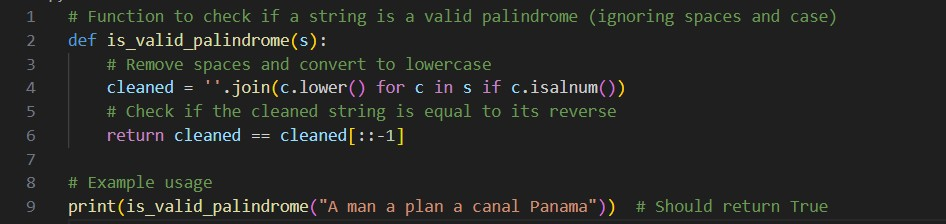 1 # Function to check if a string is a valid palindrome (ignoring spaces and case)
2 def is_valid_palindrome(s):
3     # Remove spaces and convert to lowercase
4     cleaned = ''.join(c.lower() for c in s if c.isalnum())
5     # Check if the cleaned string is equal to its reverse
6     return cleaned == cleaned[::-1]
7
8 # Example usage
9 print(is_valid_palindrome("A man a plan a canal Panama"))  # Should return True